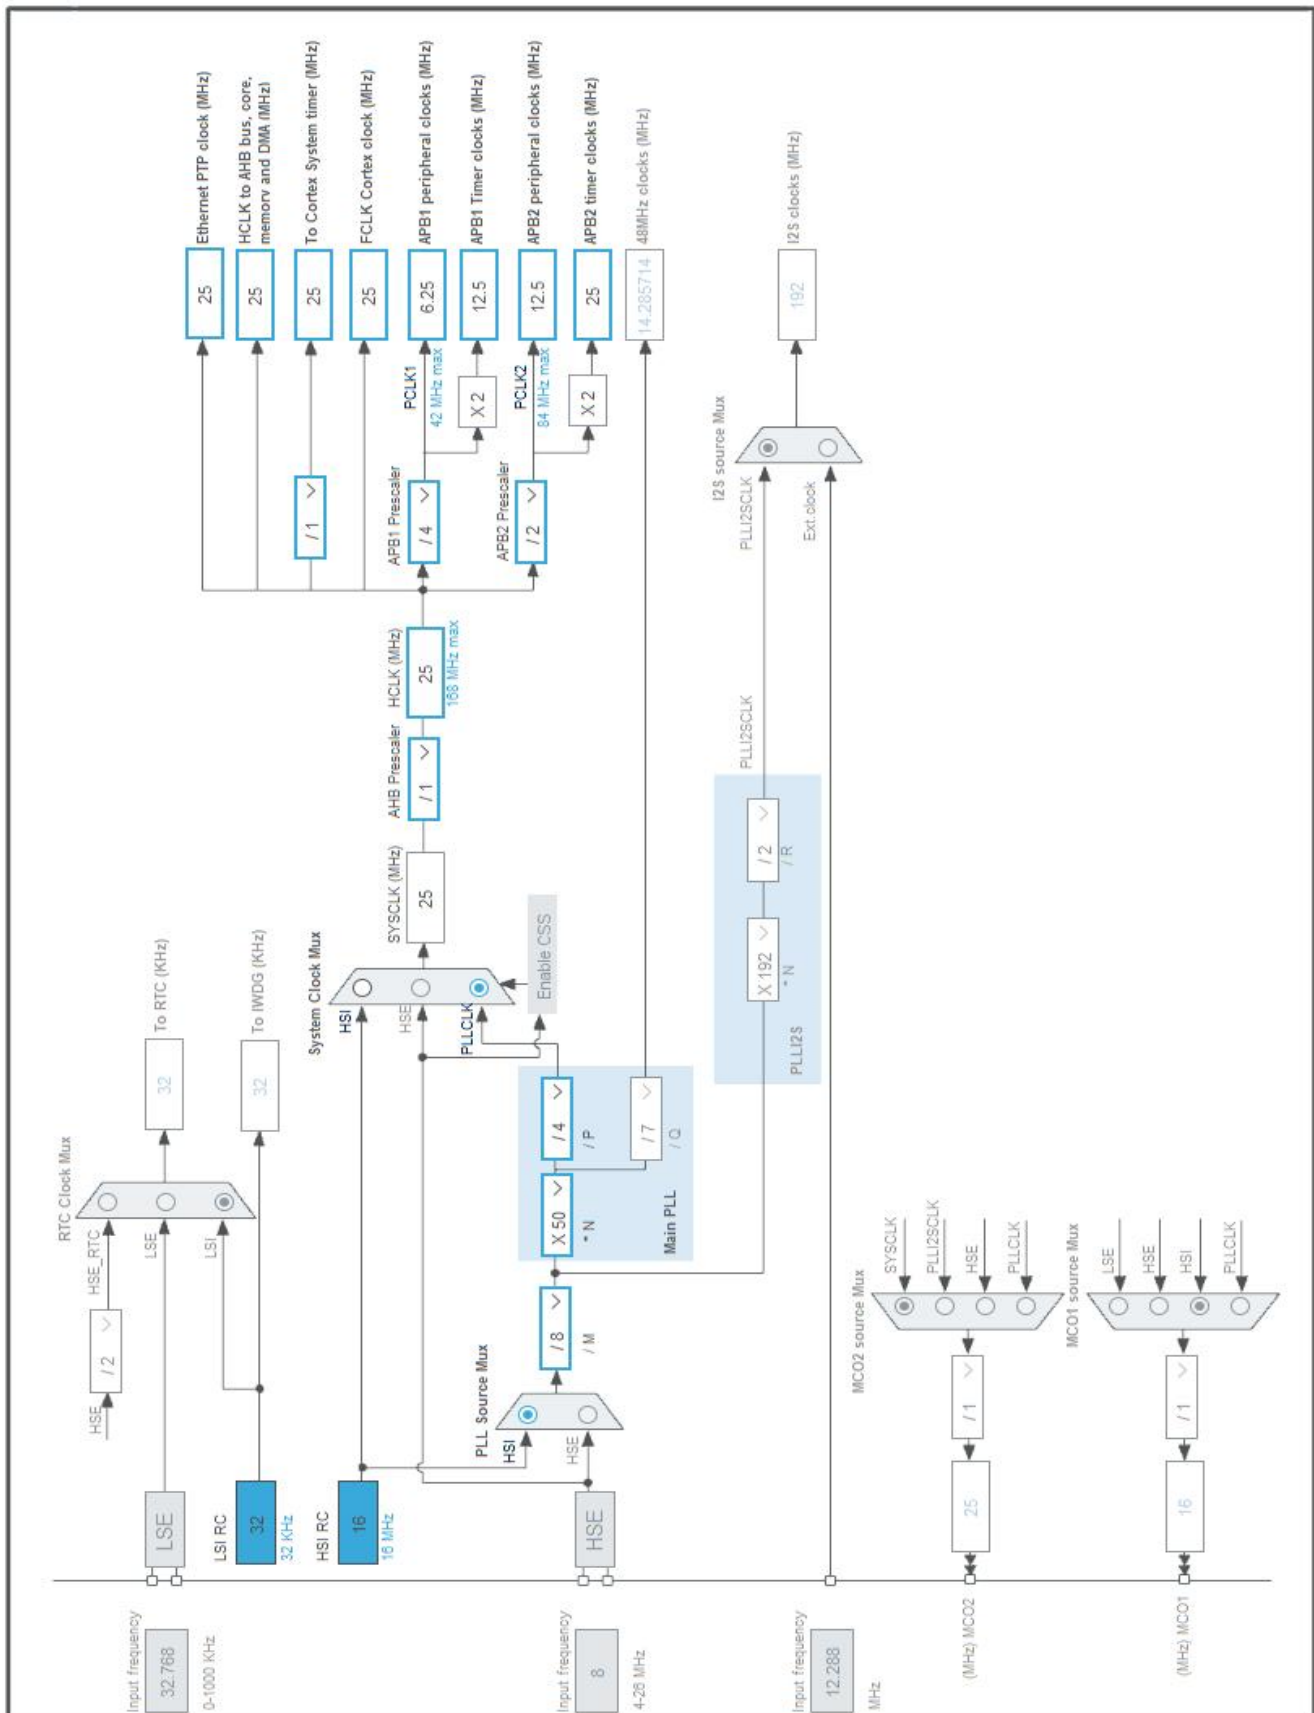 Input frequency
32.768
0-1000 KHz
LSE
HSE
/ 2
HSE_RTC
LSE
LSI
RTC Clock Mux
32
To RTC (KHz)
LSI RC
32
32 KHz
32
To IWDG (KHz)
HSI RC
16
16 MHz
System Clock Mux
HSI
HSE
PLLCLK
Enable CSS
SYSCLK (MHz)
25
AHB Prescaler
/ 1
HCLK (MHz)
25
168 MHz max
25
Ethernet PTP clock (MHz)
25
HCLK to AHB bus, core,
memory and DMA (MHz)
/ 1
25
To Cortex System timer (MHz)
25
FCLK Cortex clock (MHz)
APB1 Prescaler
/ 4
PCLK1
42 MHz max
6.25
APB1 peripheral clocks (MHz)
X 2
12.5
APB1 Timer clocks (MHz)
APB2 Prescaler
/ 2
PCLK2
84 MHz max
12.5
APB2 peripheral clocks (MHz)
X 2
25
APB2 timer clocks (MHz)
14.285714
48MHz clocks (MHz)
Input frequency
8
4-26 MHz
HSE
PLL Source Mux
HSI
HSE
/ 8
/ M
X 50
* N
/ 4
/ P
/ 7
/ Q
Main PLL
PLLI2S
X 192
* N
/ 2
/ R
PLLI2SCLK
I2S source Mux
PLLI2SCLK
Ext.clock
192
I2S clocks (MHz)
Input frequency
12.288
MHz
MCO2 source Mux
SYSCLK
PLLI2SCLK
HSE
PLLCLK
/ 1
25
(MHz) MCO2
MCO1 source Mux
LSE
HSE
HSI
PLLCLK
/ 1
16
(MHz) MCO1